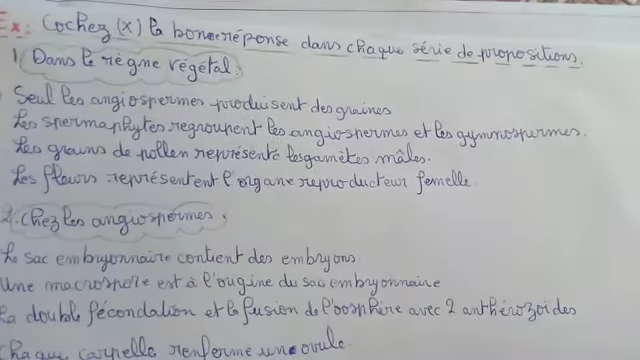 Ex: Cochez (x) la bonne réponse dans chaque série de propositions.
1 Dans le règne végétal.
Seul les angiospermes produisent des graines
Les spermaphytes regroupent les angiospermes et les gymnospermes.
Les grains de pollen représente les gamètes mâles.
Les fleurs représentent l'organe reproducteur femelle.
2. Chez les angiospermes,
Le sac embryonnaire contient des embryons.
Une macrospore est à l'origine du sac embryonnaire
La double fécondation et la fusion de l'oosphère avec 2 anthérozoïdes
Chaque carpelle renferme un ovule.